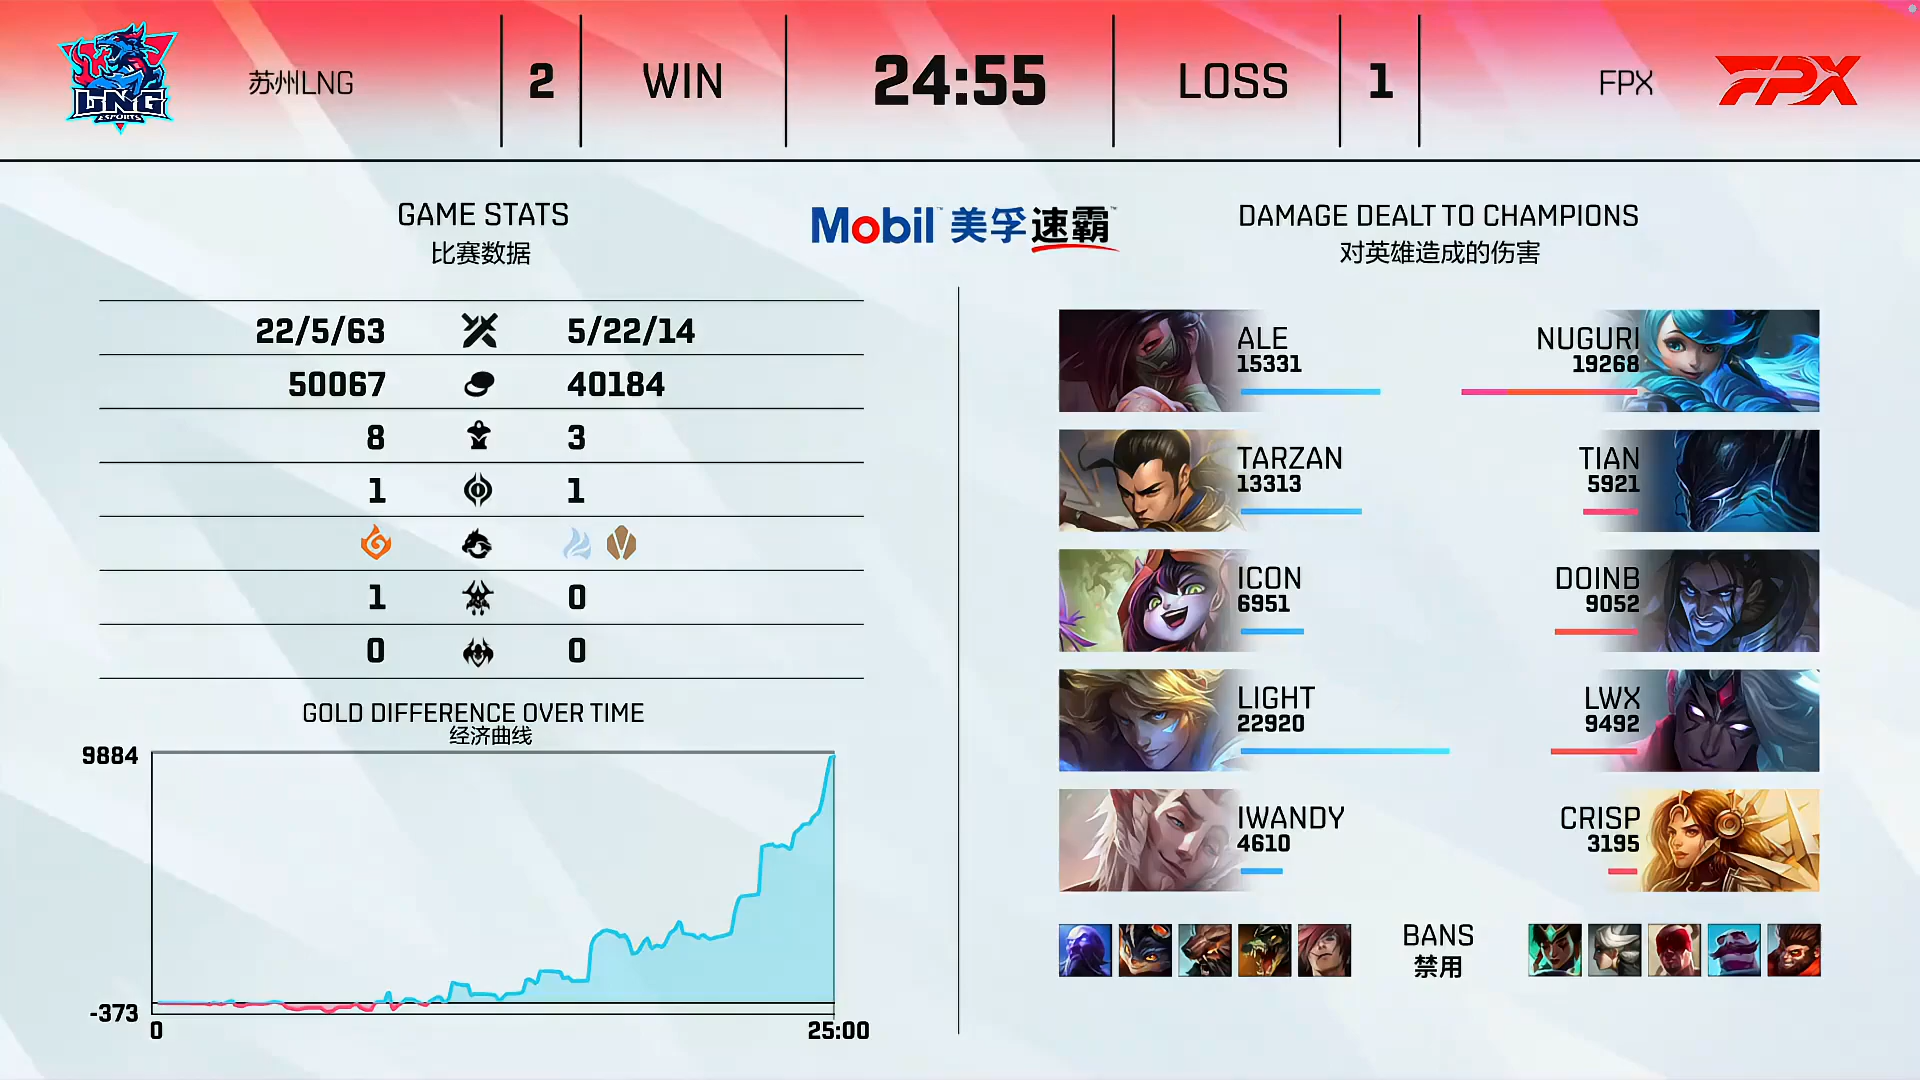 LNG
ESPORTS
苏州LNG
2
WIN
24:55
LOSS
1
FPX
FPX
GAME STATS
比赛数据
Mobil™ 美孚速霸™
DAMAGE DEALT TO CHAMPIONS
对英雄造成的伤害
22/5/63 5/22/14
50067 40184
8 3
1 1
1 0
0 0
GOLD DIFFERENCE OVER TIME
经济曲线
9884
-373
0 25:00
ALE
15331
NUGURI
19268
TARZAN
13313
TIAN
5921
ICON
6951
DOINB
9052
LIGHT
22920
LWX
9492
IWANDY
4610
CRISP
3195
BANS
禁用